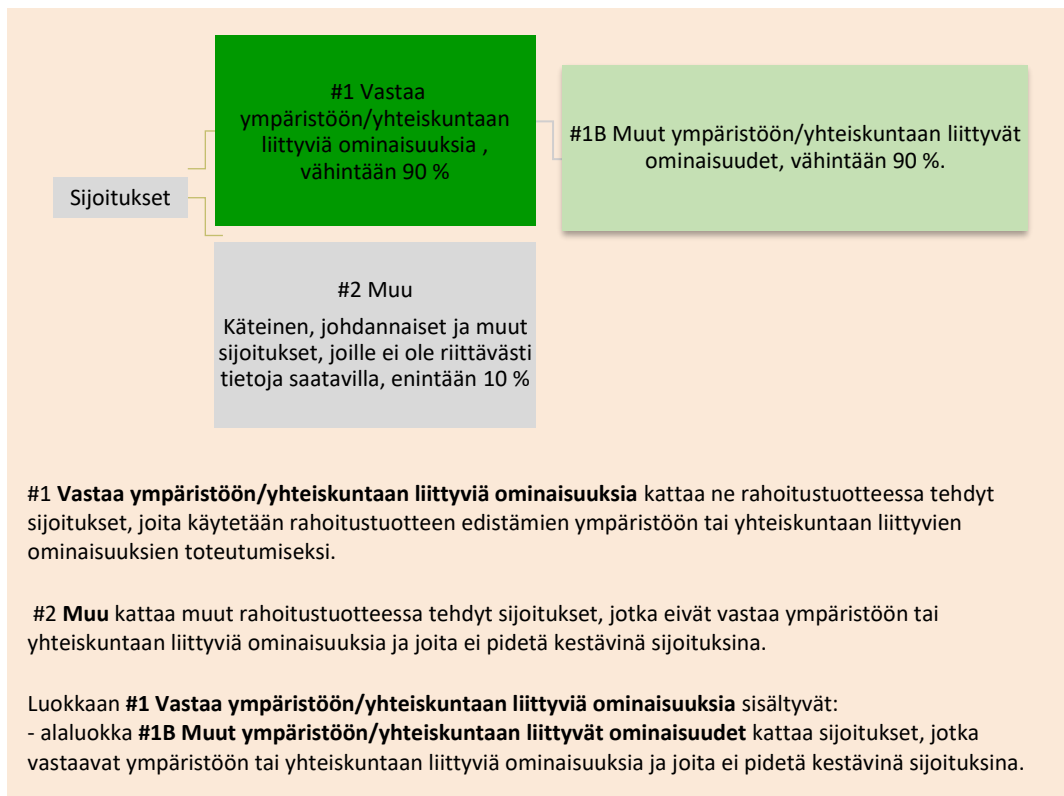 #1 Vastaa
ympäristöön/yhteiskuntaan
liittyviä ominaisuuksia ,
vähintään 90 %
#1B Muut ympäristöön/yhteiskuntaan liittyvät
ominaisuudet, vähintään 90 %.
Sijoitukset
#2 Muu
Käteinen, johdannaiset ja muut
sijoitukset, joille ei ole riittävästi
tietoja saatavilla, enintään 10 %
#1 Vastaa ympäristöön/yhteiskuntaan liittyviä ominaisuuksia kattaa ne rahoitustuotteessa tehdyt
sijoitukset, joita käytetään rahoitustuotteen edistämien ympäristöön tai yhteiskuntaan liittyvien
ominaisuuksien toteutumiseksi.
#2 Muu kattaa muut rahoitustuotteessa tehdyt sijoitukset, jotka eivät vastaa ympäristöön tai
yhteiskuntaan liittyviä ominaisuuksia ja joita ei pidetä kestävinä sijoituksina.
Luokkaan #1 Vastaa ympäristöön/yhteiskuntaan liittyviä ominaisuuksia sisältyvät:
- alaluokka #1B Muut ympäristöön/yhteiskuntaan liittyvät ominaisuudet kattaa sijoitukset, jotka
vastaavat ympäristöön tai yhteiskuntaan liittyviä ominaisuuksia ja joita ei pidetä kestävinä sijoituksina.